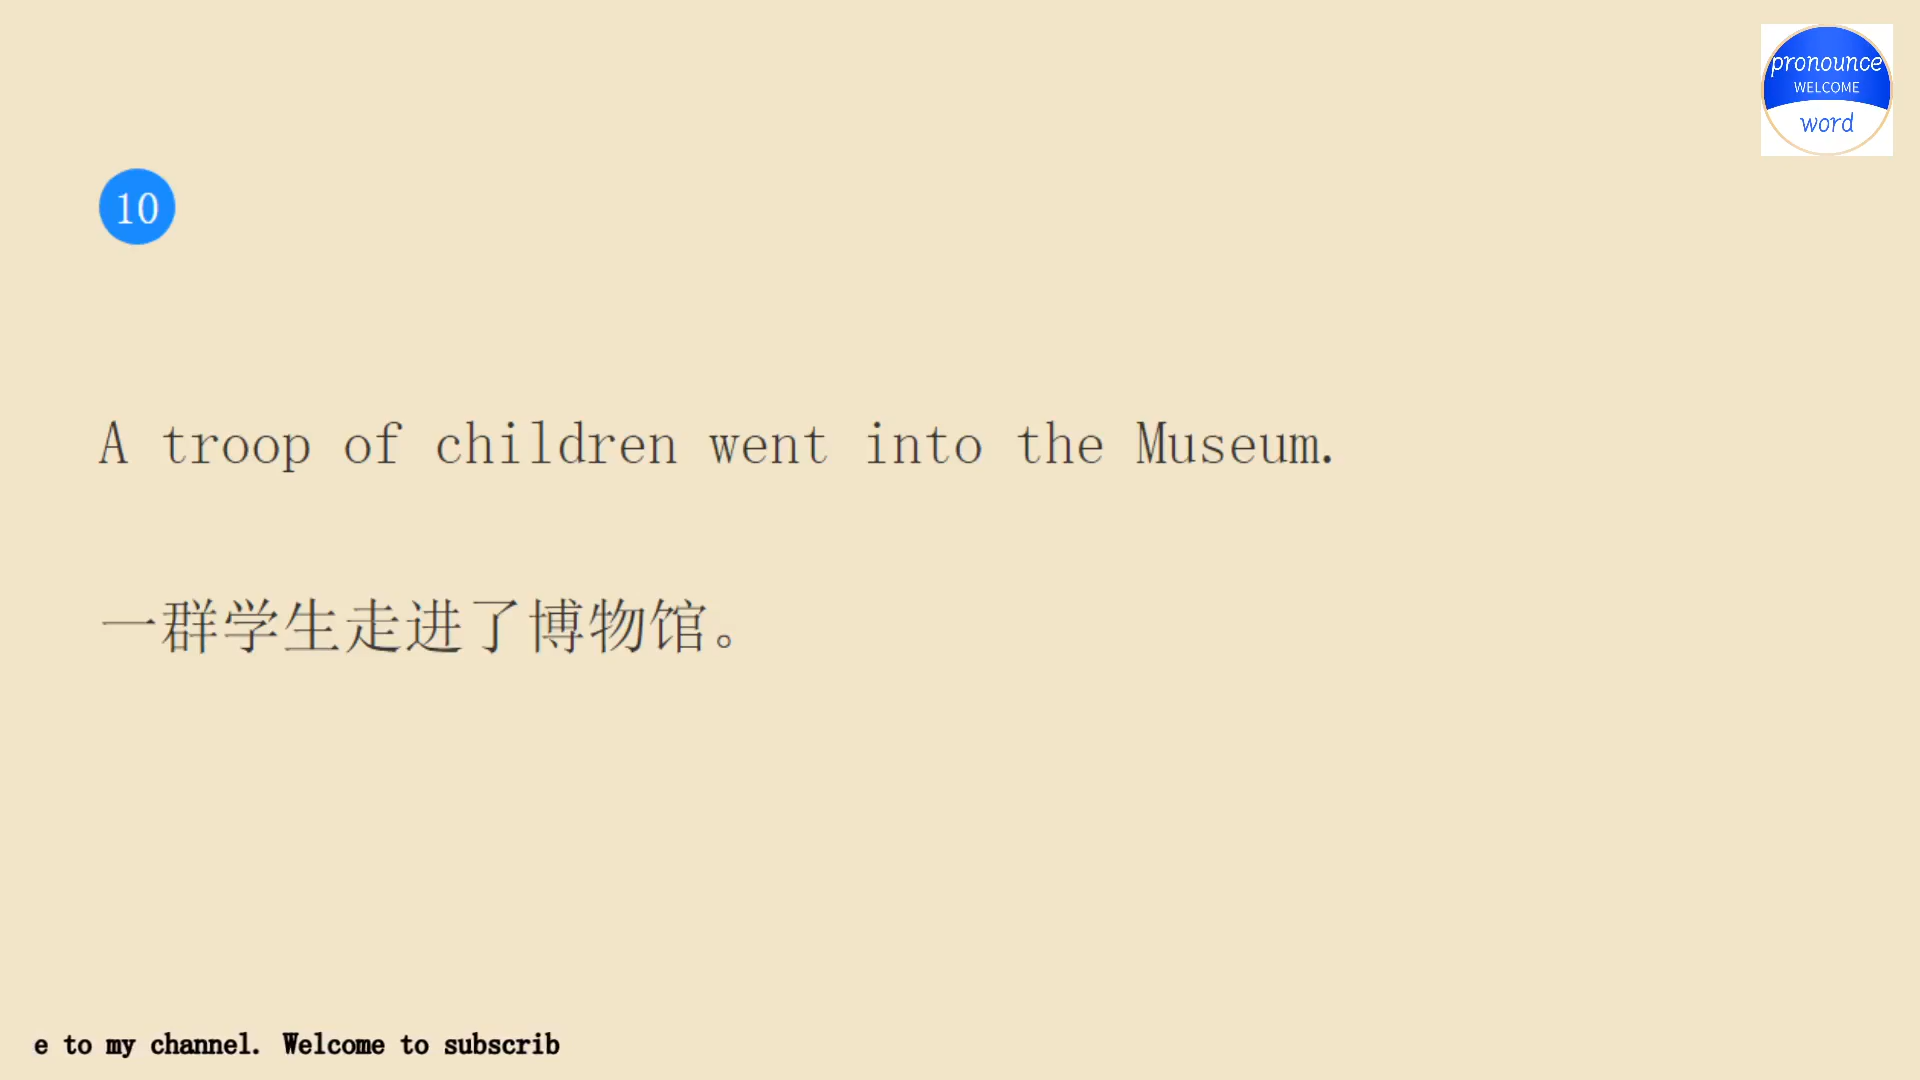 pronounce
WELCOME
word
10
A troop of children went into the Museum.
一群学生走进了博物馆。
e to my channel. Welcome to subscrib